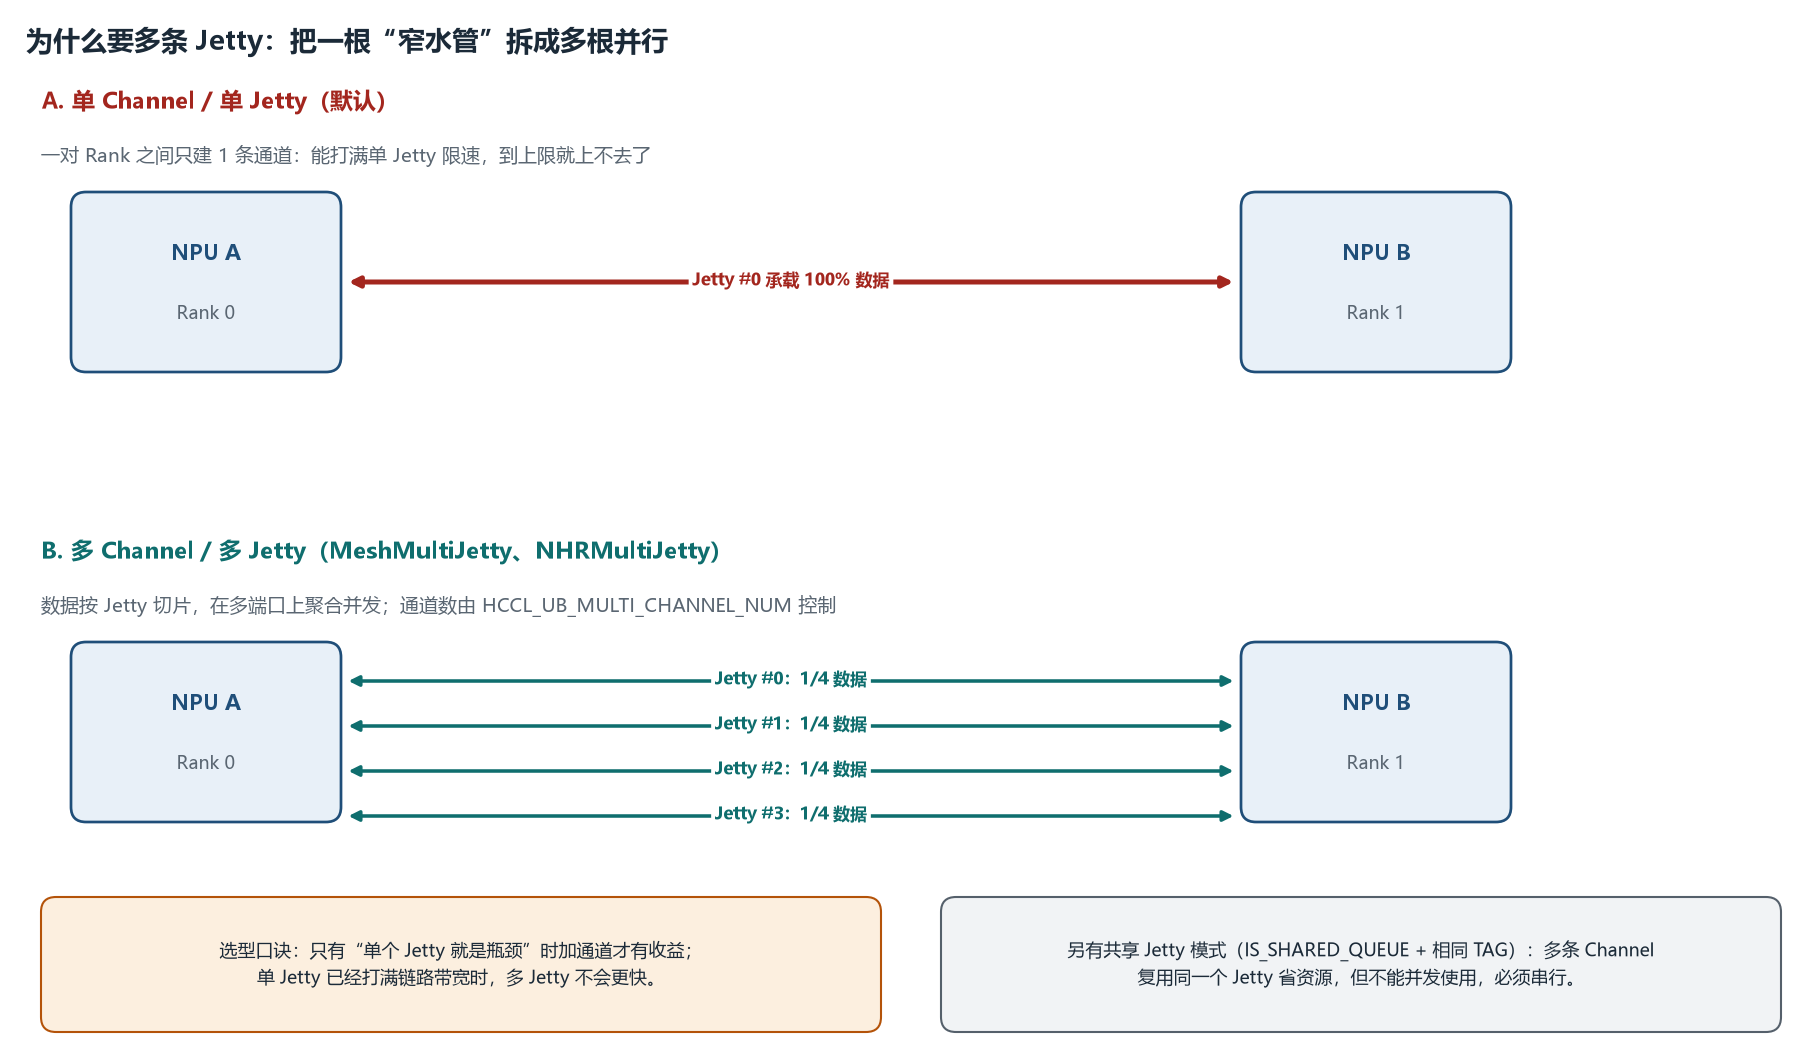 为什么要多条 Jetty：把一根“窄水管”拆成多根并行
A. 单 Channel / 单 Jetty（默认）
一对 Rank 之间只建 1 条通道：能打满单 Jetty 限速，到上限就上不去了
NPU A
Rank 0
Jetty #0 承载 100% 数据
NPU B
Rank 1
B. 多 Channel / 多 Jetty（MeshMultiJetty、NHRMultiJetty）
数据按 Jetty 切片，在多端口上聚合并发；通道数由 HCCL_UB_MULTI_CHANNEL_NUM 控制
NPU A
Rank 0
Jetty #0：1/4 数据
Jetty #1：1/4 数据
Jetty #2：1/4 数据
Jetty #3：1/4 数据
NPU B
Rank 1
选型口诀：只有“单个 Jetty 就是瓶颈”时加通道才有收益；
单 Jetty 已经打满链路带宽时，多 Jetty 不会更快。
另有共享 Jetty 模式（IS_SHARED_QUEUE + 相同 TAG）：多条 Channel
复用同一个 Jetty 省资源，但不能并发使用，必须串行。